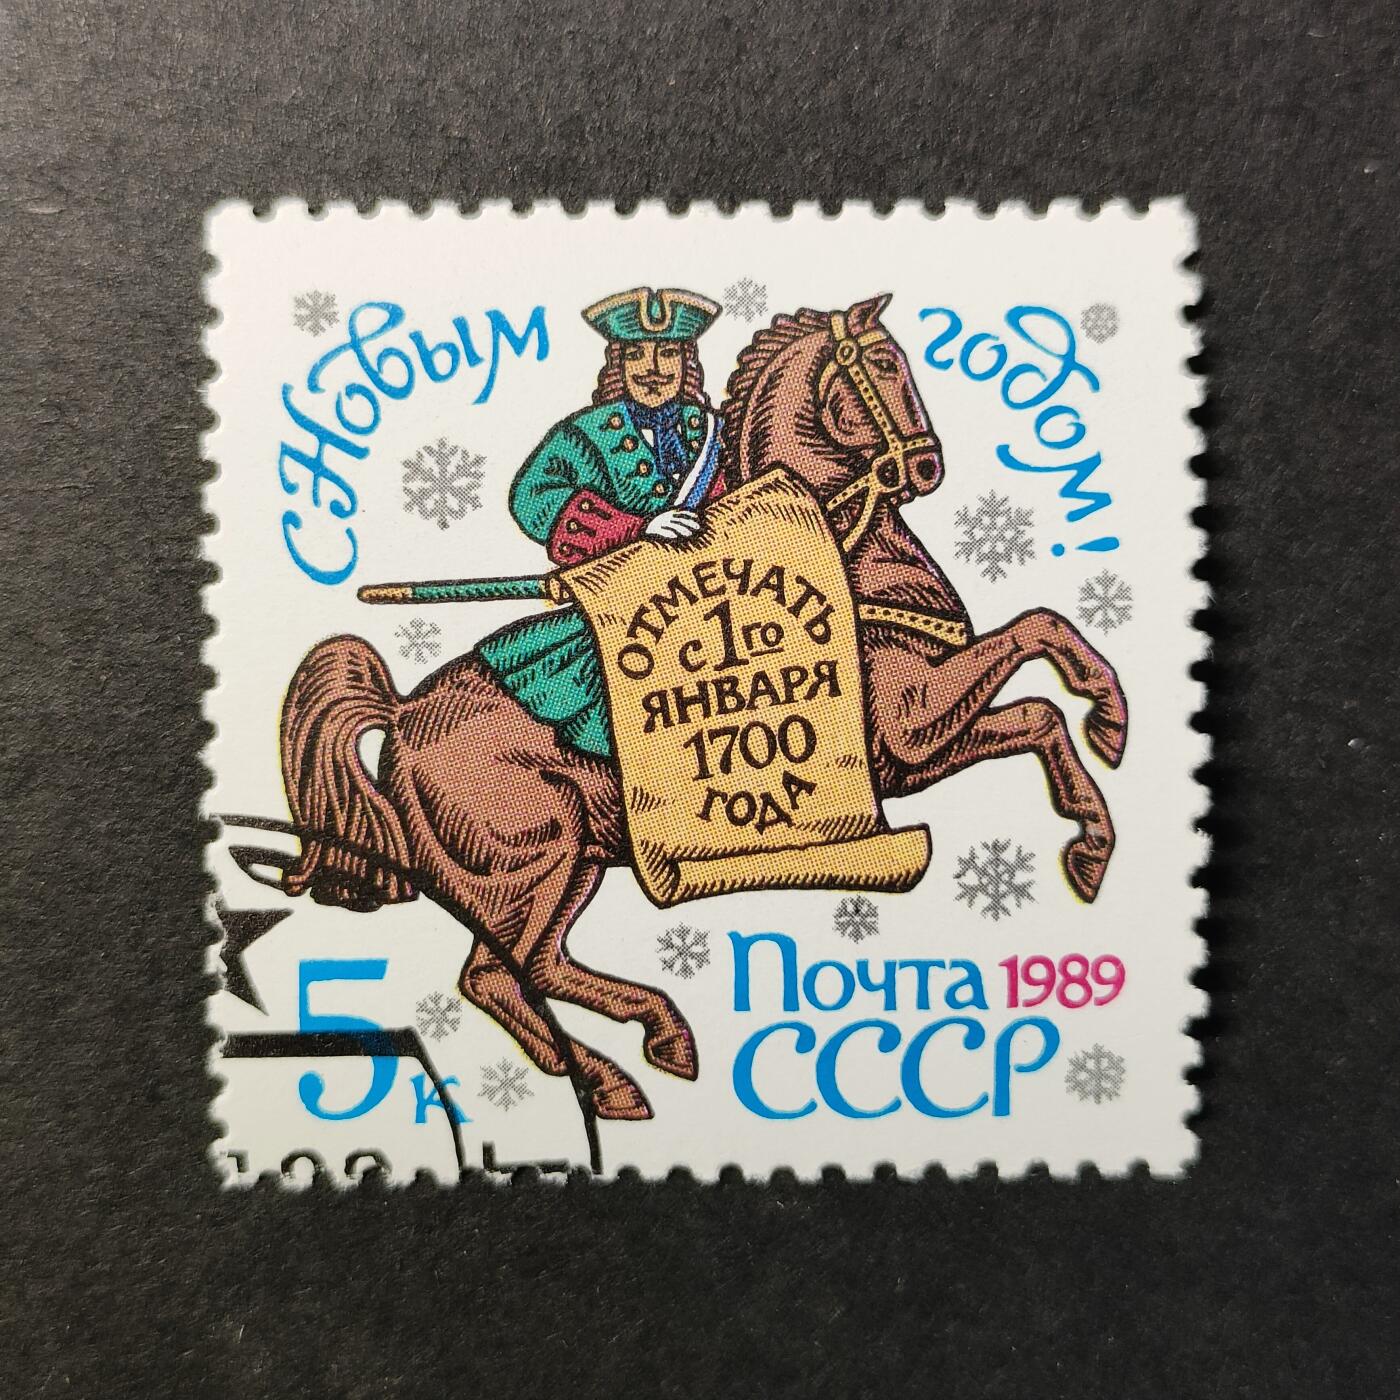 С Новым годом!
ОТМЕЧАТЬ
с 1го
ЯНВАРЯ
1700
ГОДА
Почта 1989
СССР
5к